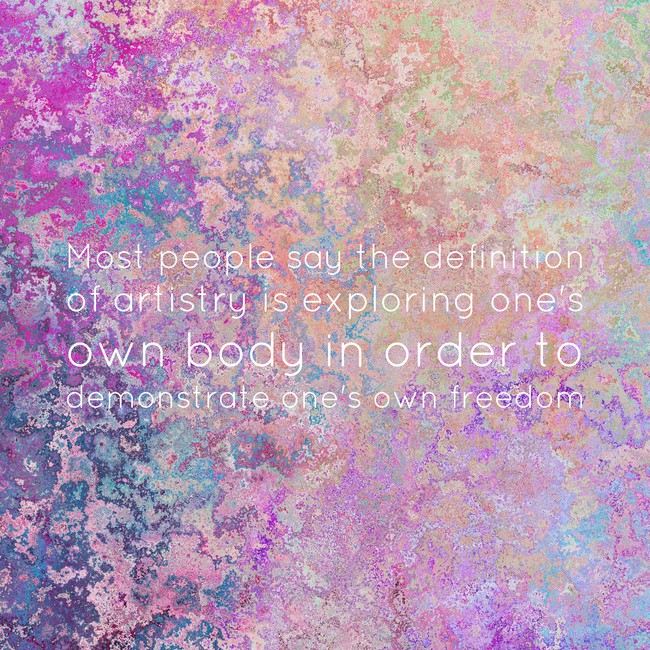 Most people say the definition
of artistry is exploring one's
own body in order to
demonstrate one's own freedom